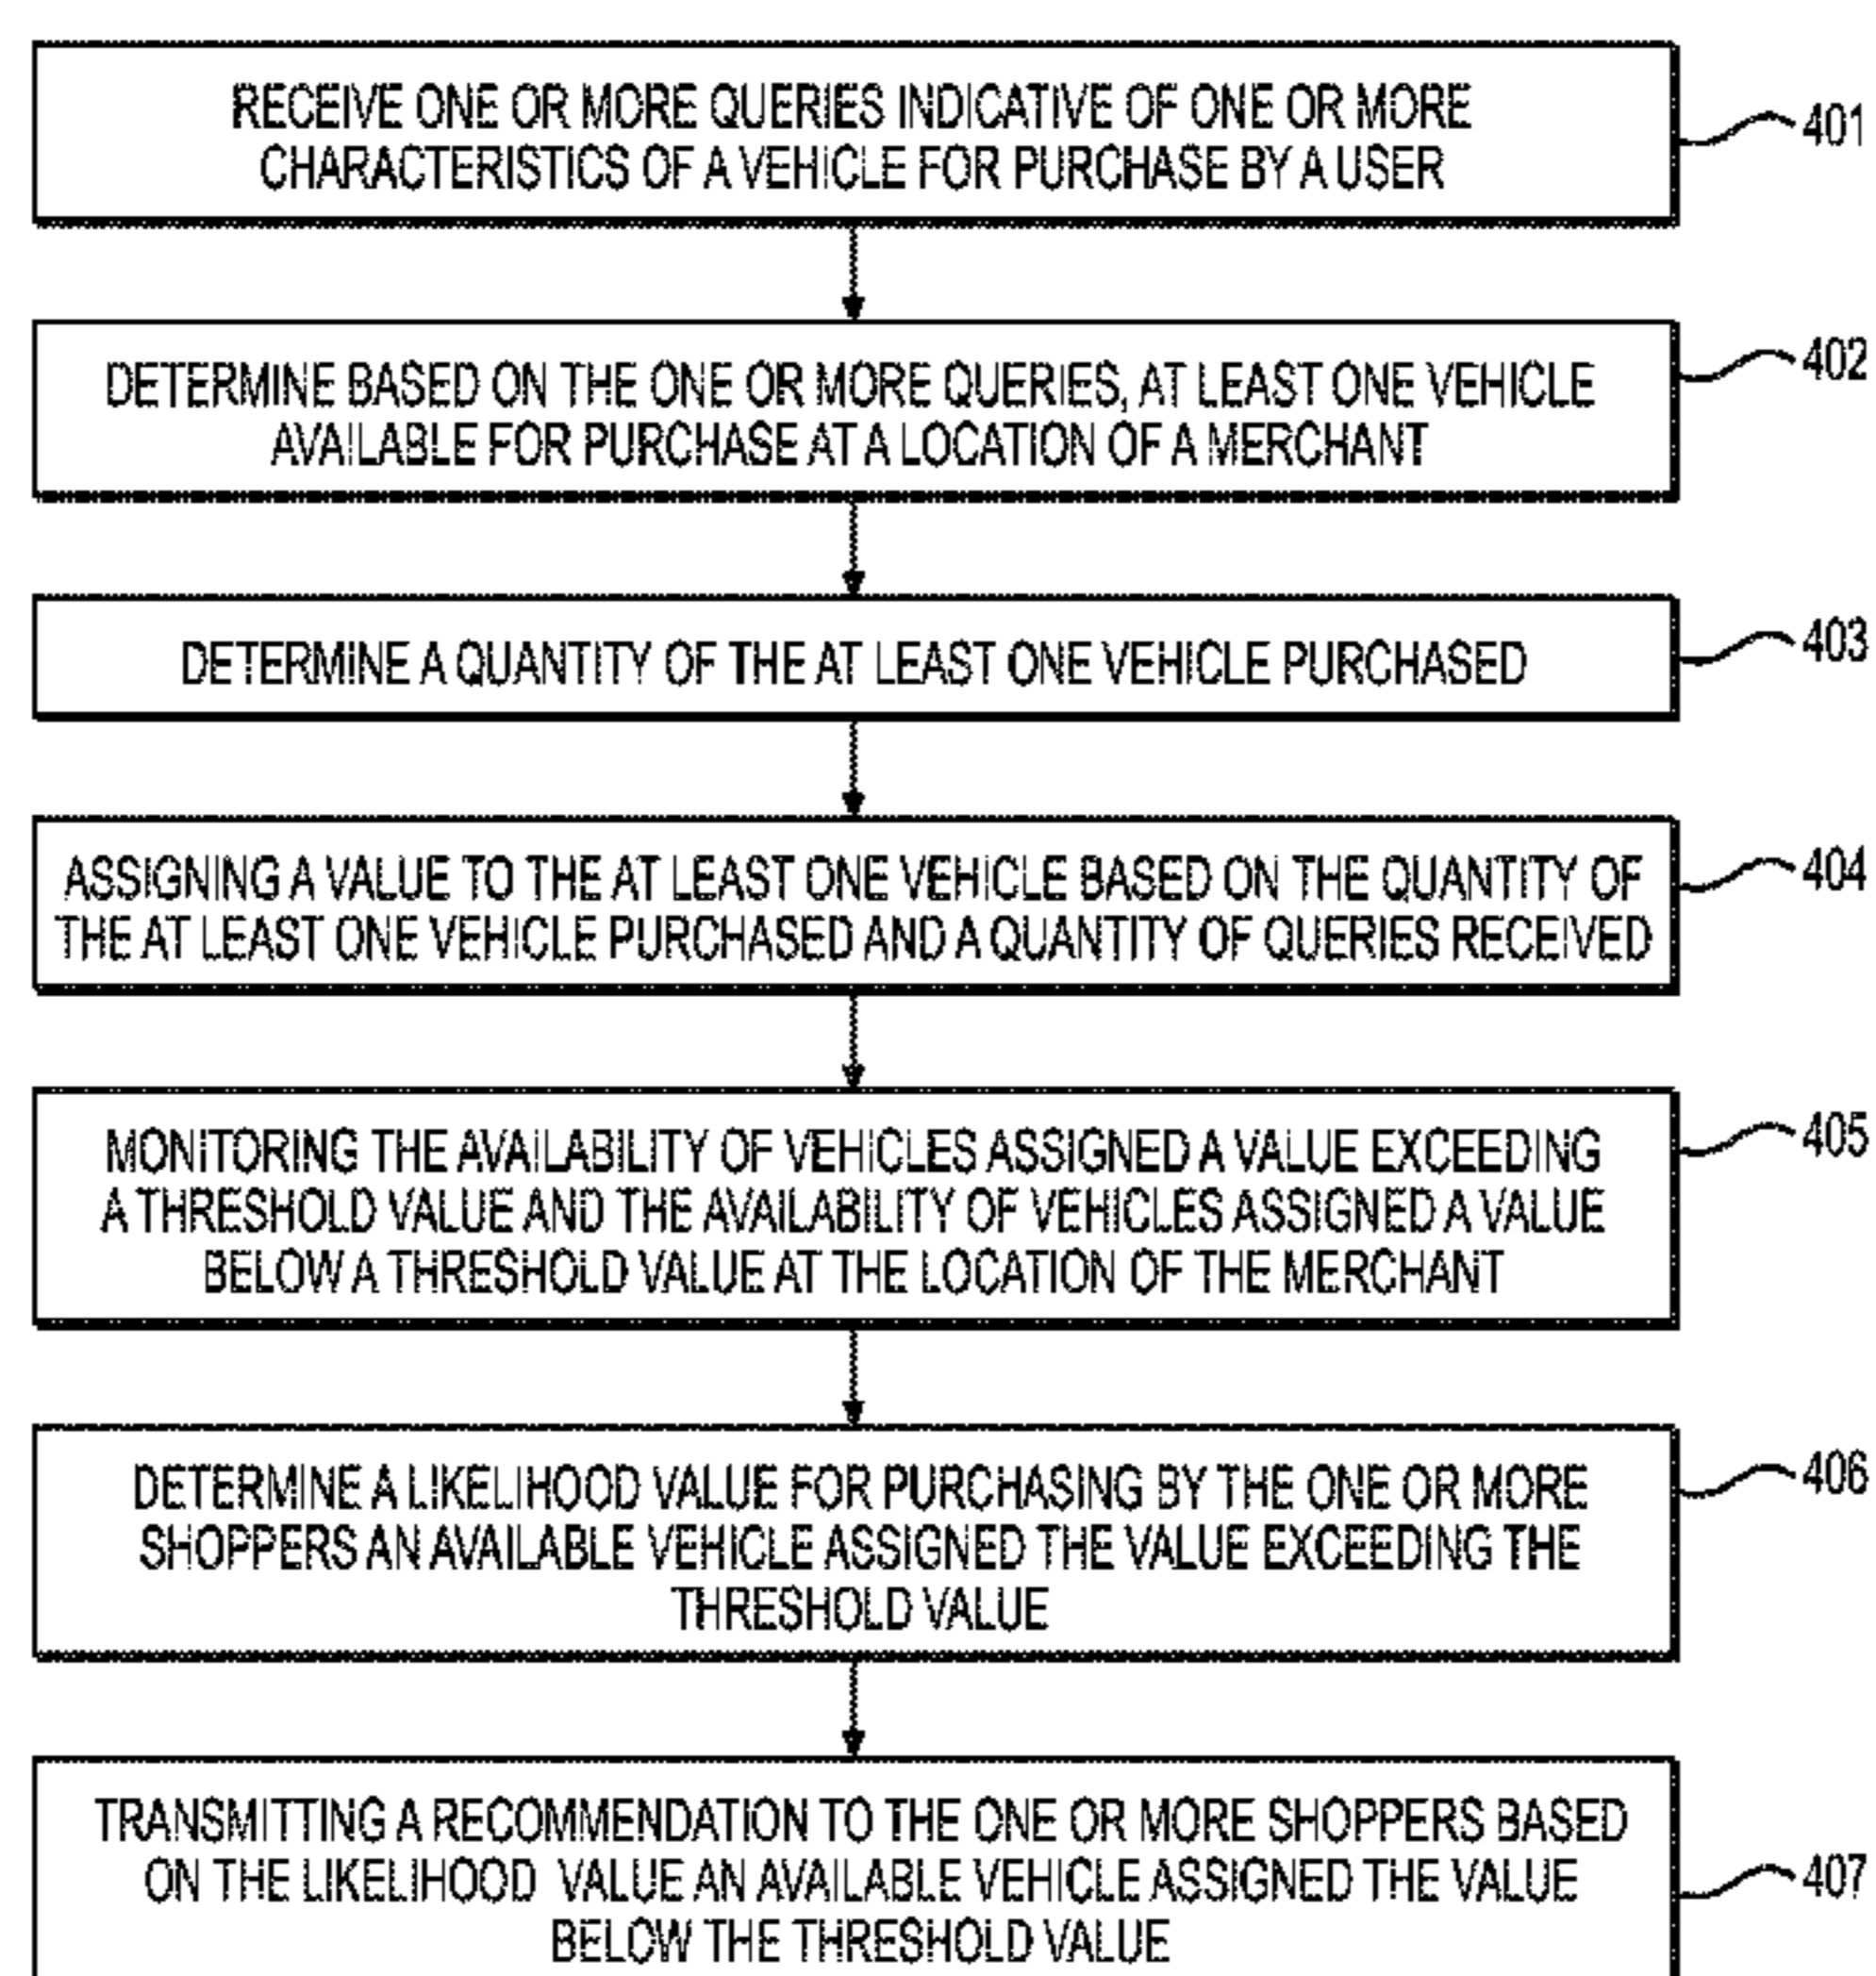 RECEIVE ONE OR MORE QUERIES INDICATIVE OF ONE OR MORE
CHARACTERISTICS OF A VEHICLE FOR PURCHASE BY A USER
401
DETERMINE BASED ON THE ONE OR MORE QUERIES, AT LEAST ONE VEHICLE
AVAILABLE FOR PURCHASE AT A LOCATION OF A MERCHANT
402
DETERMINE A QUANTITY OF THE AT LEAST ONE VEHICLE PURCHASED
403
ASSIGNING A VALUE TO THE AT LEAST ONE VEHICLE BASED ON THE QUANTITY OF
THE AT LEAST ONE VEHICLE PURCHASED AND A QUANTITY OF QUERIES RECEIVED
404
MONITORING THE AVAILABILITY OF VEHICLES ASSIGNED A VALUE EXCEEDING
A THRESHOLD VALUE AND THE AVAILABILITY OF VEHICLES ASSIGNED A VALUE
BELOW A THRESHOLD VALUE AT THE LOCATION OF THE MERCHANT
405
DETERMINE A LIKELIHOOD VALUE FOR PURCHASING BY THE ONE OR MORE
SHOPPERS AN AVAILABLE VEHICLE ASSIGNED THE VALUE EXCEEDING THE
THRESHOLD VALUE
406
TRANSMITTING A RECOMMENDATION TO THE ONE OR MORE SHOPPERS BASED
ON THE LIKELIHOOD VALUE AN AVAILABLE VEHICLE ASSIGNED THE VALUE
BELOW THE THRESHOLD VALUE
407